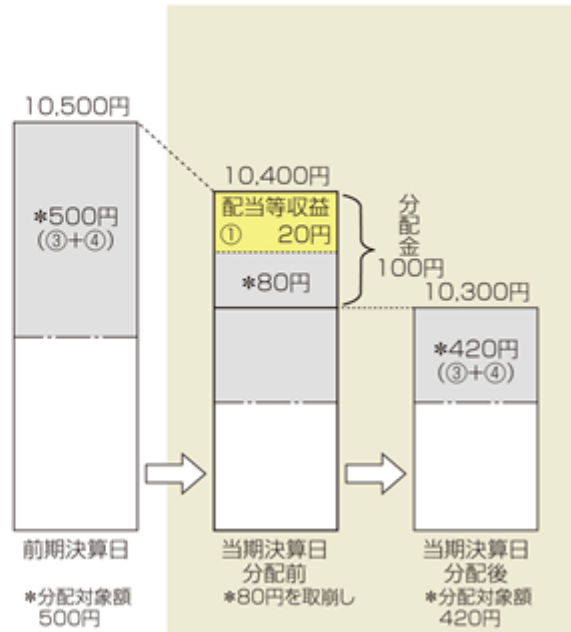 10,500円
*500円
(③+④)
前期決算日
*分配対象額
500円
10,400円
配当等収益
① 20円
*80円
分配金
100円
当期決算日
分配前
*80円を取崩し
10,300円
*420円
(③+④)
当期決算日
分配後
*分配対象額
420円